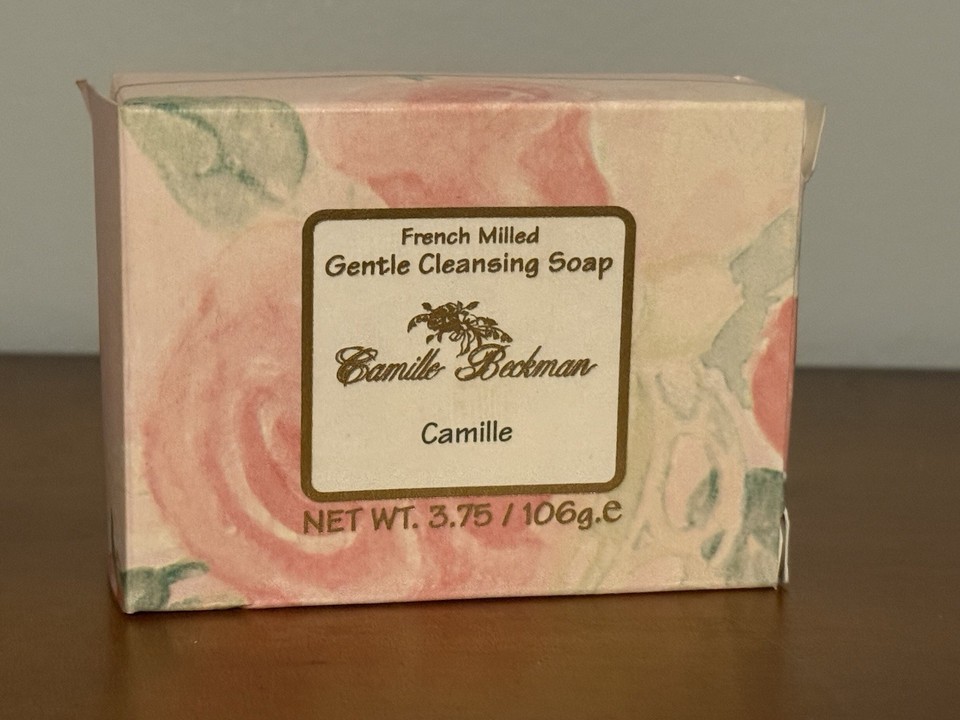 French Milled
Gentle Cleansing Soap
Camille Beckman
Camille
NET WT. 3.75 / 106g.e